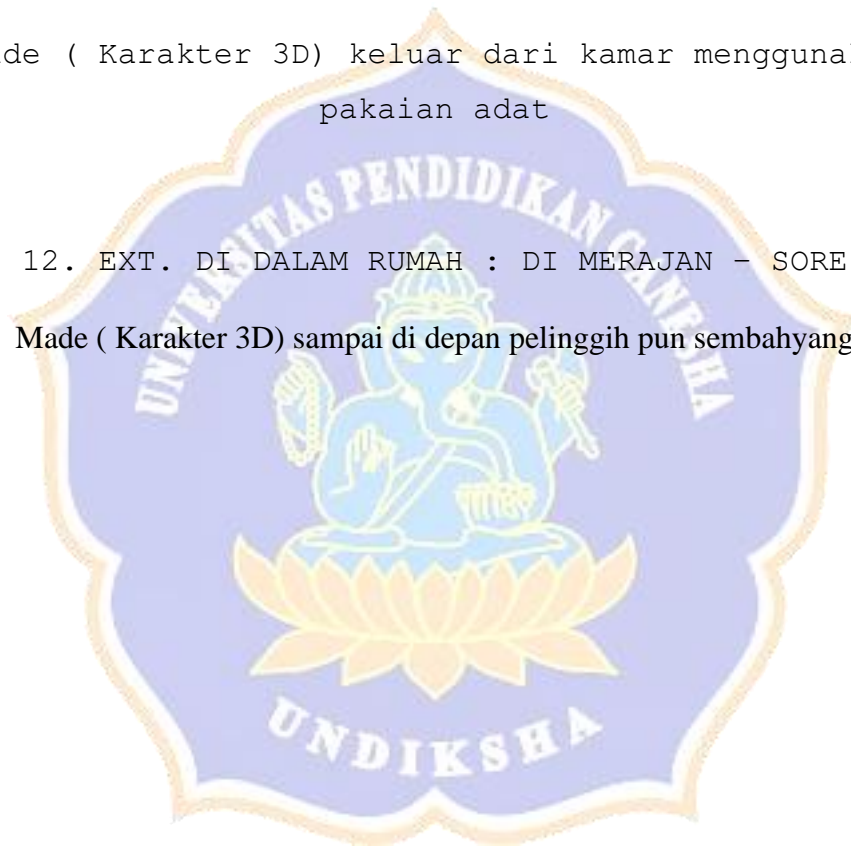 de ( Karakter 3D) keluar dari kamar
pakaian adat
UNIVERSITAS PENDIDIKAN GANESHA
12. EXT. DI DALAM RUMAH : DI MERAJAN – SORE
Made ( Karakter 3D) sampai di depan pelinggih pun sembahyang
UNDIKSHA